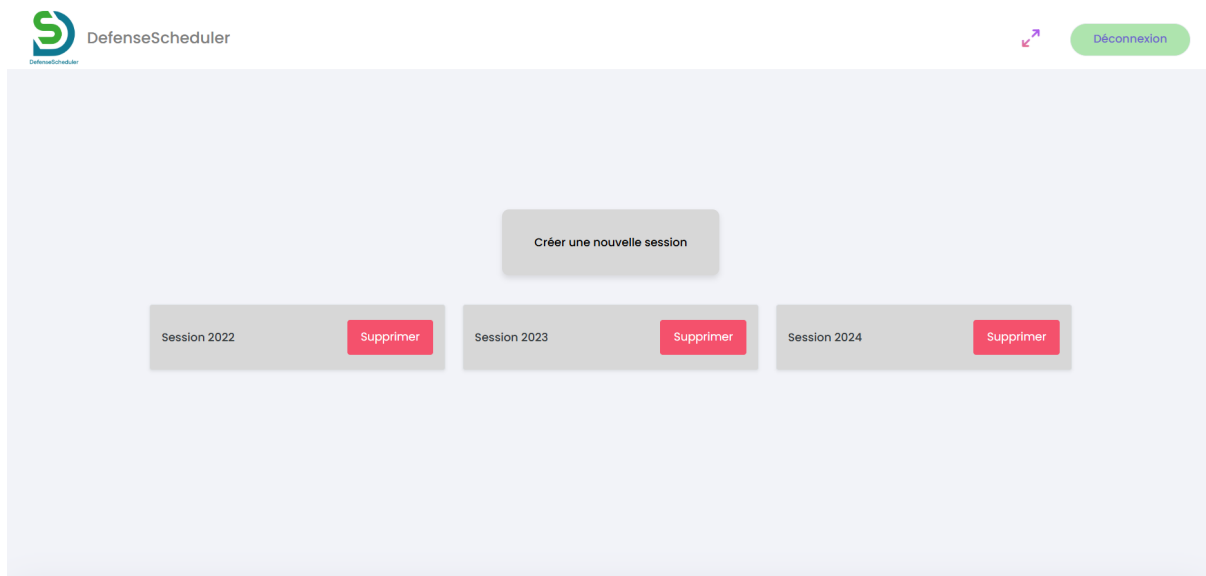 DefenseScheduler
DefenseScheduler
Déconnexion
Créer une nouvelle session
Session 2022
Supprimer
Session 2023
Supprimer
Session 2024
Supprimer